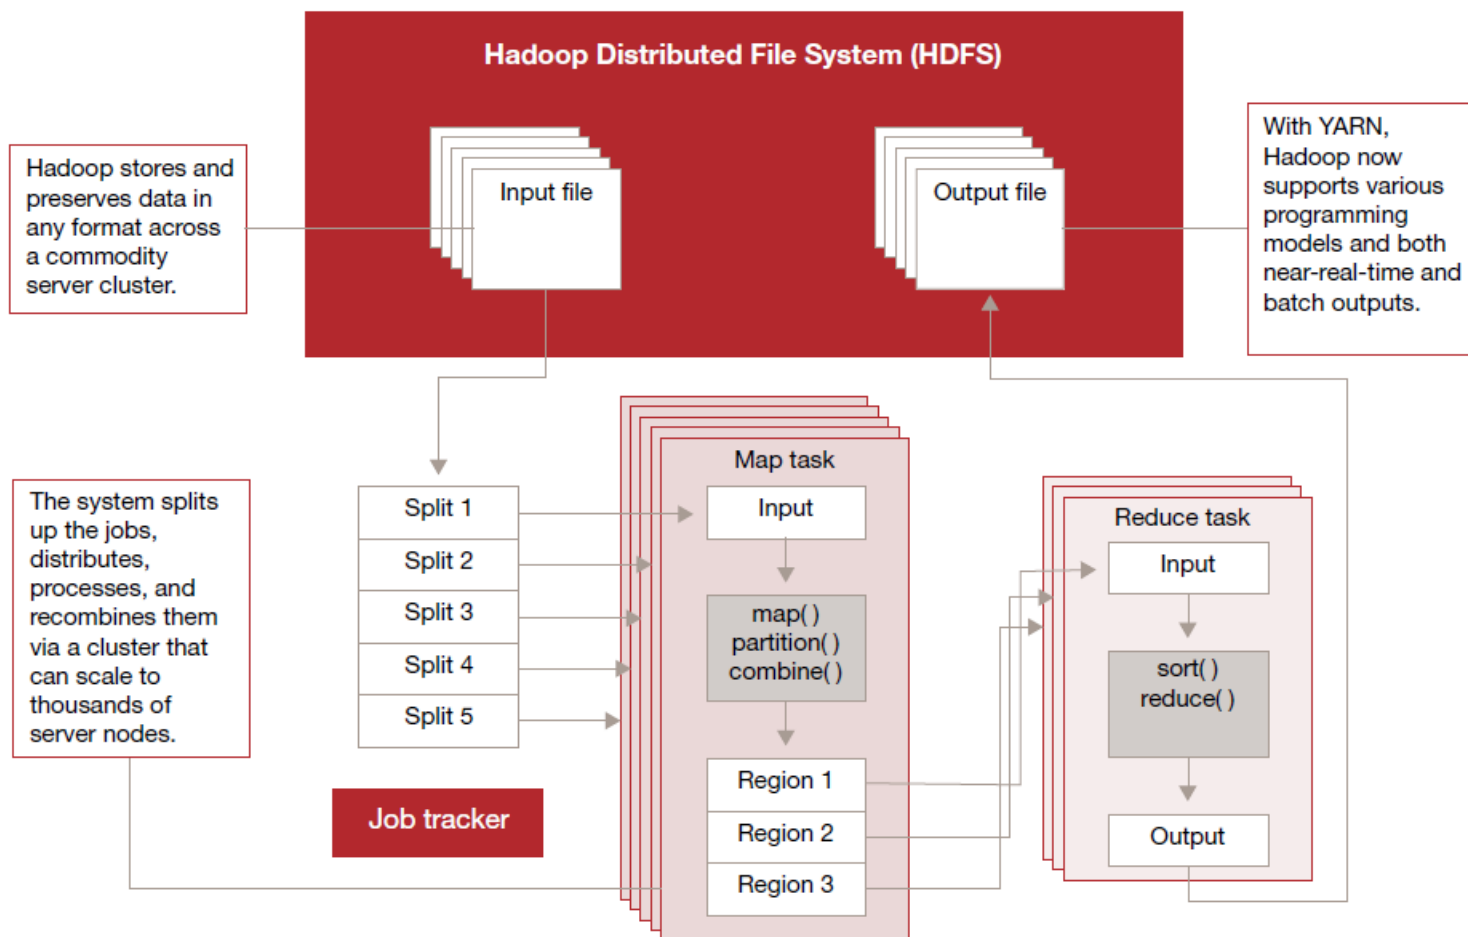 Hadoop Distributed File System (HDFS)
Hadoop stores and
preserves data in
any format across
a commodity
server cluster.
Input file
Output file
With YARN,
Hadoop now
supports various
programming
models and both
near-real-time and
batch outputs.
The system splits
up the jobs,
distributes,
processes, and
recombines them
via a cluster that
can scale to
thousands of
server nodes.
Split 1
Split 2
Split 3
Split 4
Split 5
Job tracker
Map task
Input
map( )
partition( )
combine( )
Region 1
Region 2
Region 3
Reduce task
Input
sort( )
reduce( )
Output